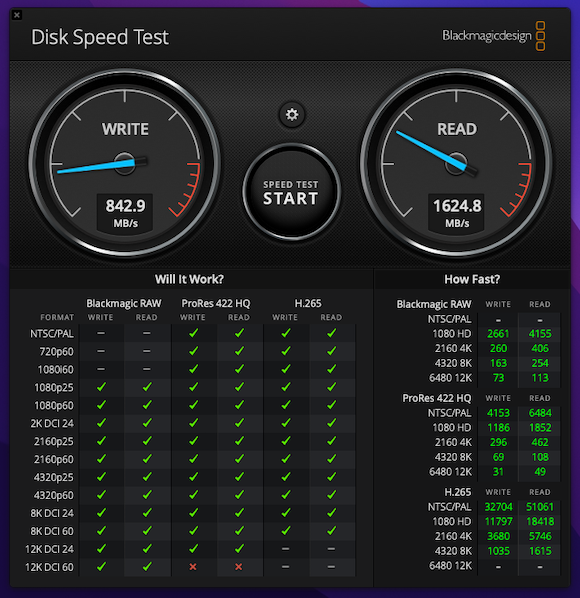 Disk Speed Test
Blackmagicdesign
WRITE
842.9
MB/s
SPEED TEST
START
READ
1624.8
MB/s
Will It Work?
Blackmagic RAW ProRes 422 HQ H.265
FORMAT WRITE READ WRITE READ WRITE READ
NTSC/PAL – – ✓ ✓ ✓ ✓
720p60 – – ✓ ✓ ✓ ✓
1080i60 – – ✓ ✓ ✓ ✓
1080p25 ✓ ✓ ✓ ✓ ✓ ✓
1080p60 ✓ ✓ ✓ ✓ ✓ ✓
2K DCI 24 ✓ ✓ ✓ ✓ ✓ ✓
2160p25 ✓ ✓ ✓ ✓ ✓ ✓
2160p60 ✓ ✓ ✓ ✓ ✓ ✓
4320p25 ✓ ✓ ✓ ✓ ✓ ✓
4320p60 ✓ ✓ ✓ ✓ ✓ ✓
8K DCI 24 ✓ ✓ ✓ ✓ ✓ ✓
8K DCI 60 ✓ ✓ ✓ ✓ ✓ ✓
12K DCI 24 ✓ ✓ ✓ ✓ – –
12K DCI 60 ✓ ✓ ✕ ✕ – –
How Fast?
Blackmagic RAW WRITE READ
NTSC/PAL - -
1080 HD 2661 4155
2160 4K 260 406
4320 8K 163 254
6480 12K 73 113
ProRes 422 HQ WRITE READ
NTSC/PAL 4153 6484
1080 HD 1186 1852
2160 4K 296 462
4320 8K 69 108
6480 12K 31 49
H.265 WRITE READ
NTSC/PAL 32704 51061
1080 HD 11797 18418
2160 4K 3680 5746
4320 8K 1035 1615
6480 12K - -